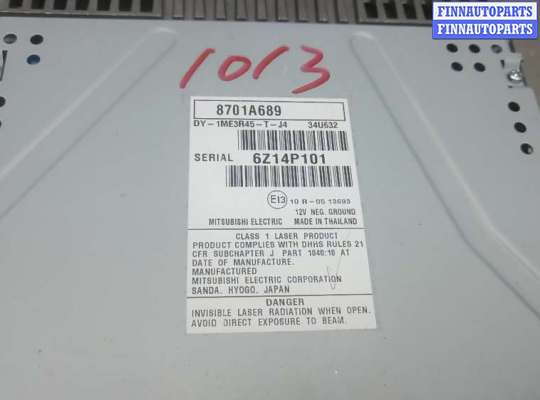 FINNAUTOPARTS
FINNAUTOPARTS
1013
8701A689
DY-1ME3R45-T-J4 34U632
SERIAL 6Z14P101
E13 10 R-05 13693
12V NEG. GROUND
MITSUBISHI ELECTRIC MADE IN THAILAND
CLASS 1 LASER PRODUCT
PRODUCT COMPLIES WITH DHHS RULES 21
CFR SUBCHAPTER J PART 1040:10 AT
DATE OF MANUFACTURE.
MANUFACTURED
MITSUBISHI ELECTRIC CORPORATION
SANDA, HYOGO, JAPAN
DANGER
INVISIBLE LASER RADIATION WHEN OPEN.
AVOID DIRECT EXPOSURE TO BEAM.